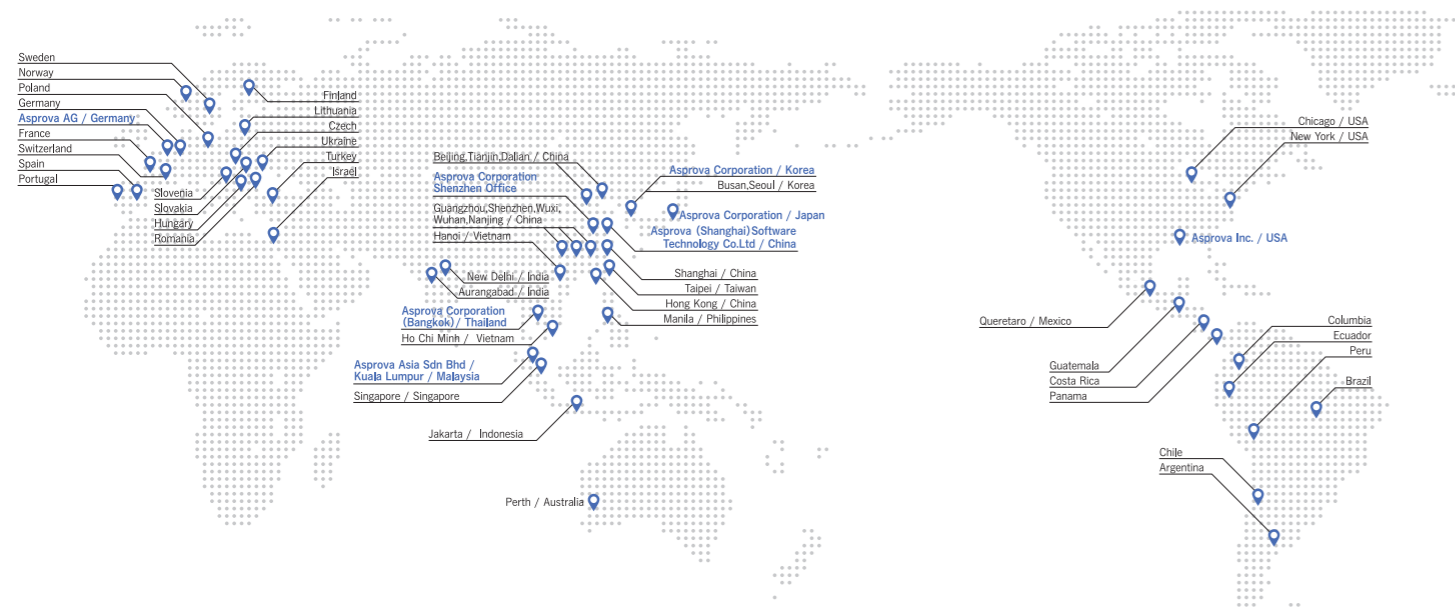 Sweden
Norway
Poland
Germany
Asprova AG / Germany
France
Switzerland
Spain
Portugal
Finland
Lithuania
Czech
Ukraine
Turkey
Israel
Slovenia
Slovakia
Hungary
Romania
Beijing,Tianjin,Dalian / China
Asprova Corporation
Shenzhen Office
Guangzhou,Shenzhen,Wuxi,
Wuhan,Nanjing / China
Hanoi / Vietnam
New Delhi / India
Aurangabad / India
Asprova Corporation
(Bangkok) / Thailand
Ho Chi Minh / Vietnam
Asprova Asia Sdn Bhd /
Kuala Lumpur / Malaysia
Singapore / Singapore
Jakarta / Indonesia
Perth / Australia
Asprova Corporation / Korea
Busan,Seoul / Korea
Asprova Corporation / Japan
Asprova (Shanghai)Software
Technology Co.Ltd / China
Shanghai / China
Taipei / Taiwan
Hong Kong / China
Manila / Philippines
Chicago / USA
New York / USA
Asprova Inc. / USA
Queretaro / Mexico
Guatemala
Costa Rica
Panama
Columbia
Ecuador
Peru
Brazil
Chile
Argentina